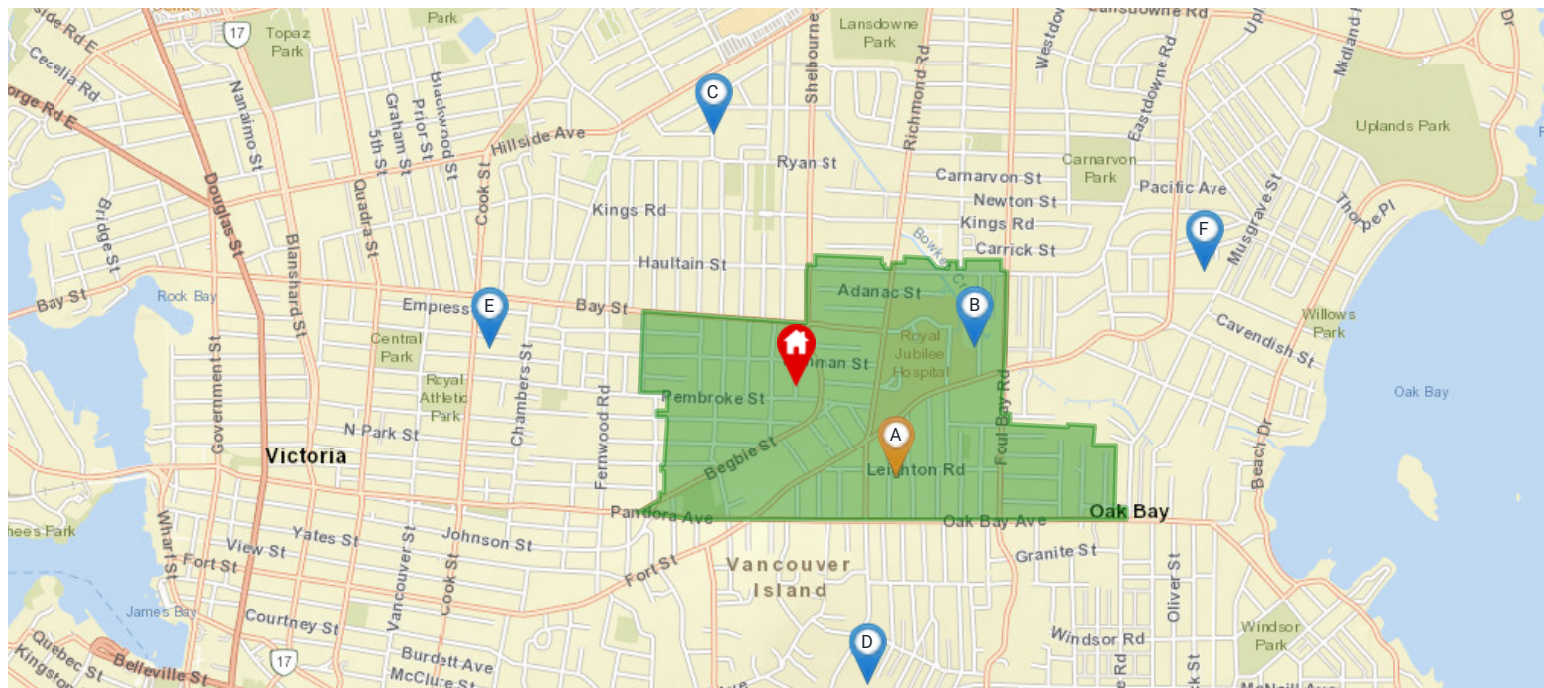 Park
Lansdowne Rd
Dr
17
Topaz
Park
Lansdowne
Park
Shelbourne
Richmond Rd
Eastdowne Rd
Midland
Cecelia Rd
Nanaimo St
Blackwood St
Prior St
Graham St
5th St
C
Hillside Ave
Uplands Park
Ryan St
Carnarvon
Park
Carnarvon St
Pacific Ave
Newton St
Kings Rd
Kings Rd
Carrick St
Thorpe Pl
Musgrave St
F
Bridge St
Douglas St
Quadra St
Cook St
Blanshard St
Haultain St
Bay St
Rock Bay
Empress
E
Bay St
Adanac St
B
Willows
Park
Cavendish St
Central
Park
Royal
Jubilee
Hospital
Royal
Athletic
Park
Chambers St
Government St
Fernwood Rd
Pembroke St
Oak Bay
N Park St
Victoria
A
Begbie St
Leighton Rd
Foul Bay Rd
Beach Dr
Pandora Ave
Oak Bay Ave
Oak Bay
Yates St
View St
Johnson St
Fort St
Fort St
Wharf St
Vancouver St
Cook St
Vancouver
Island
Granite St
Oliver St
James Bay
Courtney St
D
Windsor Rd
Windsor
Park
Quebec St
Belleville St
17
Burdett Ave
McClure St
McNeill Ave